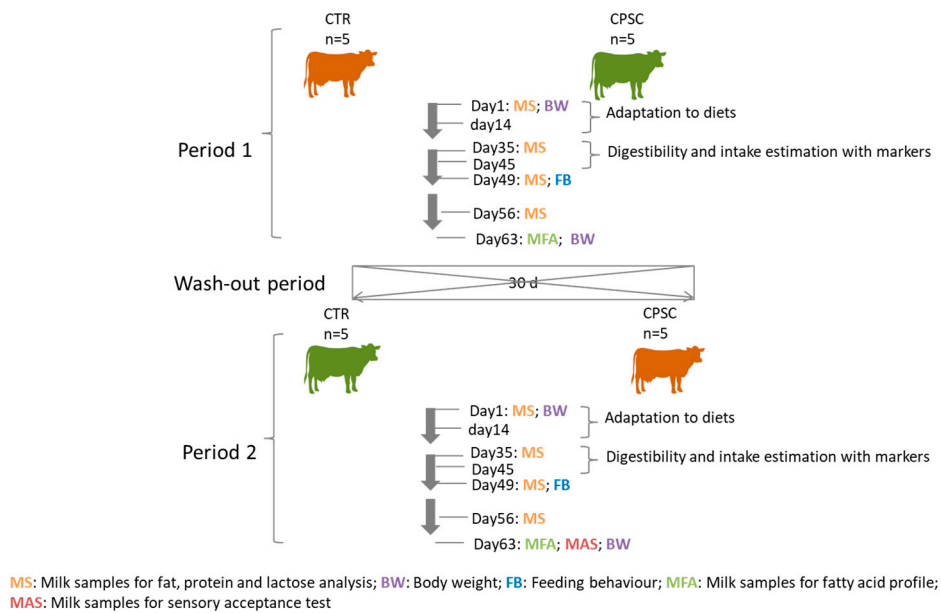 CTR
n=5
CPSC
n=5
Period 1
Day1: MS; BW
day14
Adaptation to diets
Day35: MS
Day45
Digestibility and intake estimation with markers
Day49: MS; FB
Day56: MS
Day63: MFA; BW
Wash-out period
30 d
CTR
n=5
CPSC
n=5
Period 2
Day1: MS; BW
day14
Adaptation to diets
Day35: MS
Day45
Digestibility and intake estimation with markers
Day49: MS; FB
Day56: MS
Day63: MFA; MAS; BW
MS: Milk samples for fat, protein and lactose analysis; BW: Body weight; FB: Feeding behaviour; MFA: Milk samples for fatty acid profile;
MAS: Milk samples for sensory acceptance test